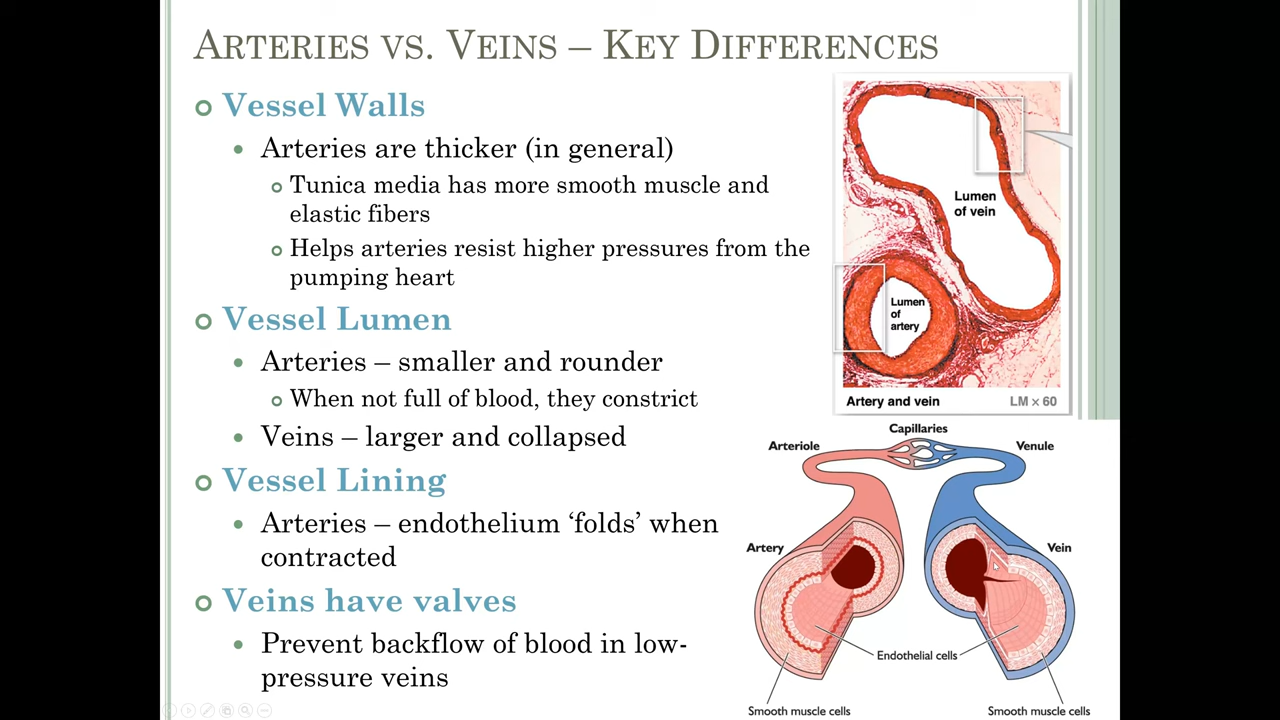 ARTERIES VS. VEINS – KEY DIFFERENCES
Vessel Walls
Arteries are thicker (in general)
Tunica media has more smooth muscle and
elastic fibers
Helps arteries resist higher pressures from the
pumping heart
Vessel Lumen
Arteries – smaller and rounder
When not full of blood, they constrict
Veins – larger and collapsed
Vessel Lining
Arteries – endothelium ‘folds’ when
contracted
Veins have valves
Prevent backflow of blood in low-
pressure veins
Lumen
of vein
Lumen
of
artery
Artery and vein LM × 60
Capillaries
Arteriole
Venule
Artery
Vein
Endothelial cells
Smooth muscle cells
Smooth muscle cells